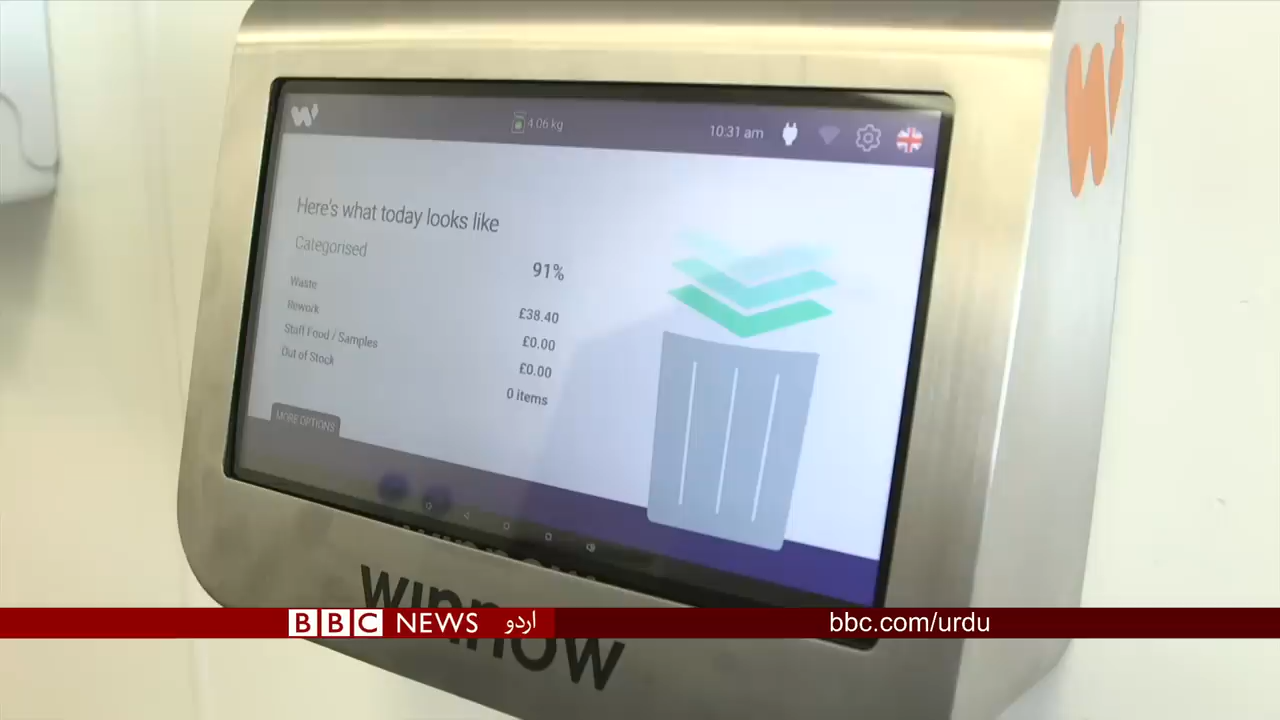 4.06 kg
10:31 am
Here's what today looks like
Categorised 91%
Waste £38.40
Rework £0.00
Staff Food / Samples £0.00
Out of Stock 0 items
MORE OPTIONS
winnow
BBC NEWS اردو
bbc.com/urdu